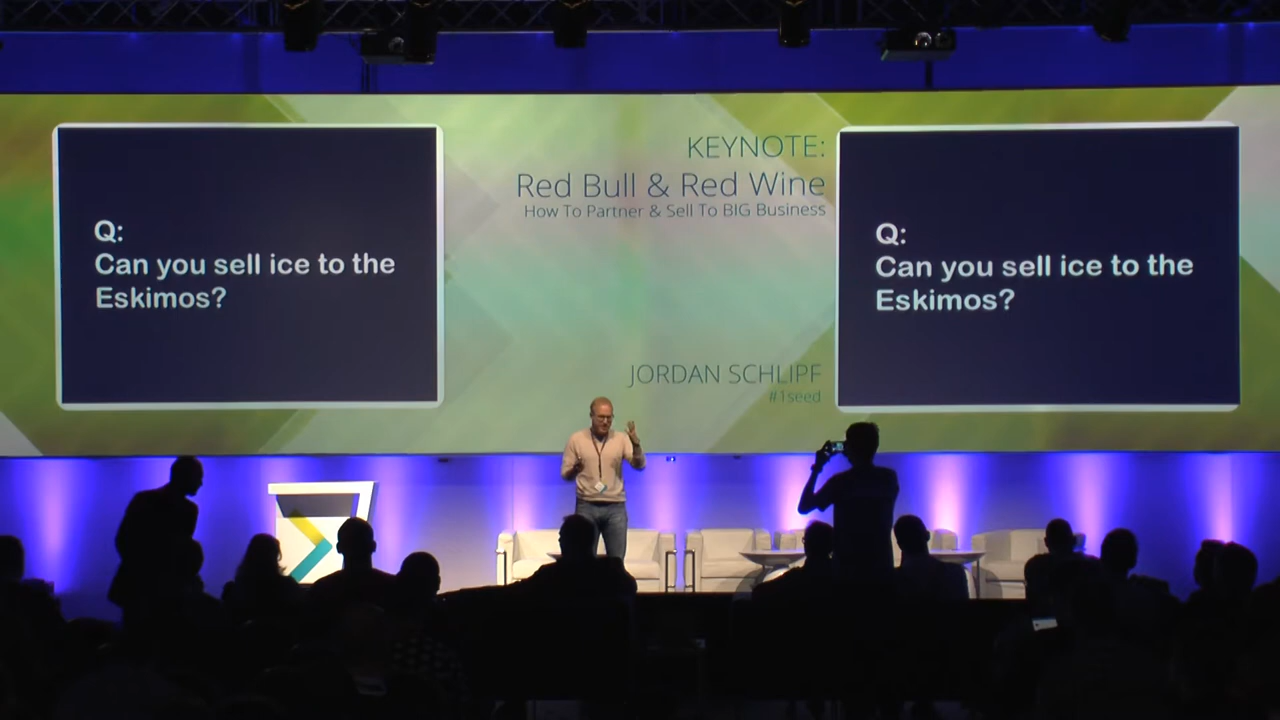 Q:
Can you sell ice to the
Eskimos?
KEYNOTE:
Red Bull & Red Wine
How To Partner & Sell To BIG Business
JORDAN SCHLIPF
#1seed
Q:
Can you sell ice to the
Eskimos?